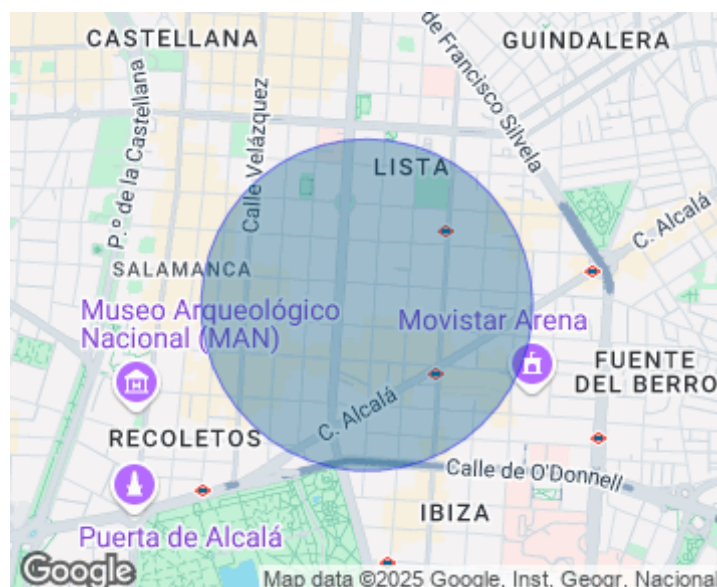 CASTELLANA
GUINDALERA
de Francisco Silvela
P.º de la Castellana
Calle Velázquez
LISTA
C. Alcalá
SALAMANCA
Museo Arqueológico
Nacional (MAN)
Movistar Arena
FUENTE
DEL BERRO
C. Alcalá
RECOLETOS
Calle de O'Donnell
IBIZA
Puerta de Alcalá
Google
Map data ©2025 Google, Inst. Geogr. Nacional